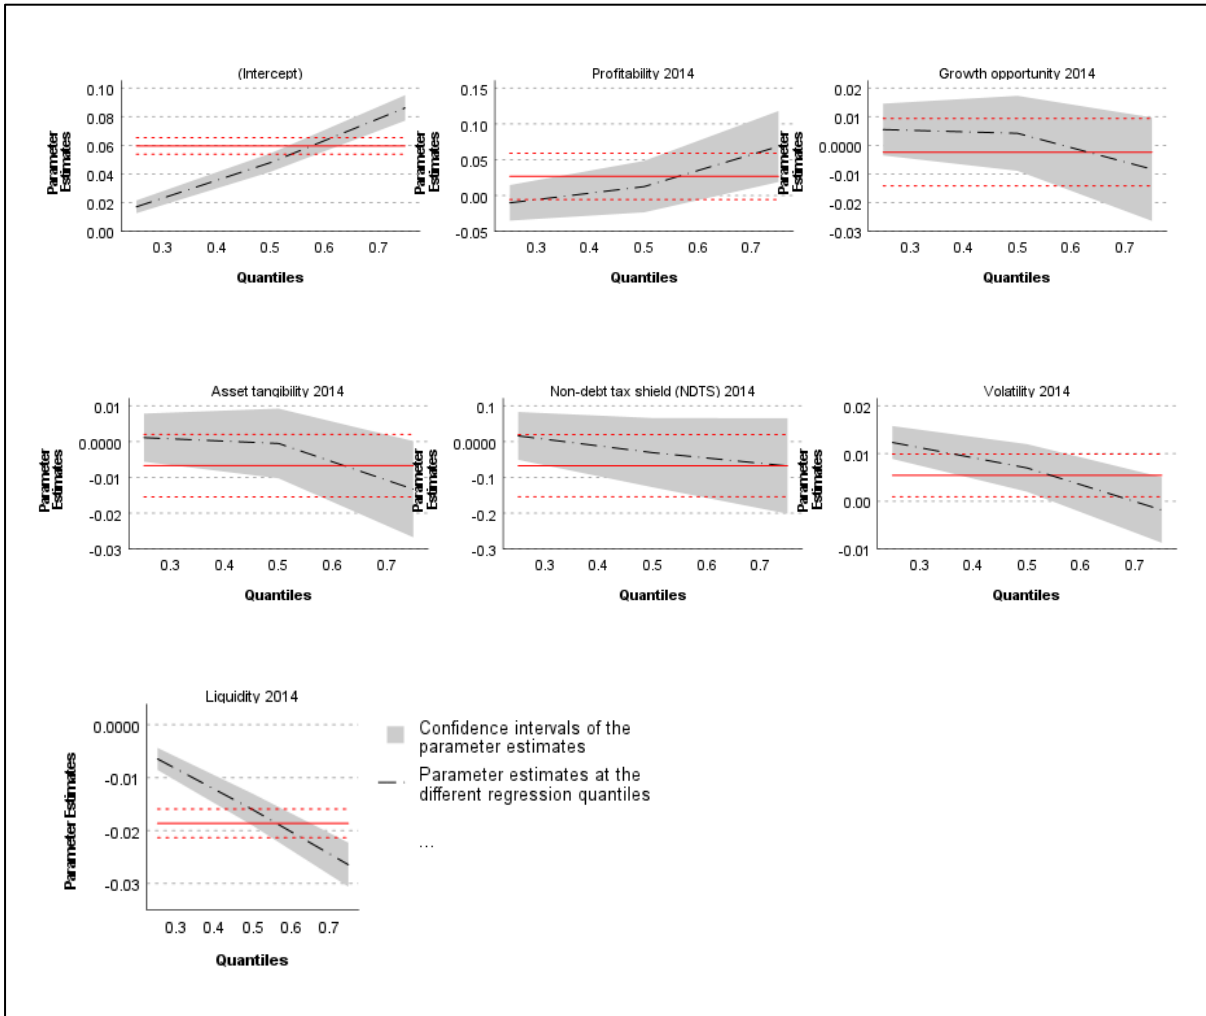 (Intercept)
Parameter
Estimates
0.10
0.08
0.06
0.04
0.02
0.00
0.3 0.4 0.5 0.6 0.7
Quantiles
Profitability 2014
Parameter
Estimates
0.15
0.10
0.05
0.00
-0.05
0.3 0.4 0.5 0.6 0.7
Quantiles
Growth opportunity 2014
Parameter
Estimates
0.02
0.01
0.0000
-0.01
-0.02
-0.03
0.3 0.4 0.5 0.6 0.7
Quantiles
Asset tangibility 2014
Parameter
Estimates
0.01
0.0000
-0.01
-0.02
-0.03
0.3 0.4 0.5 0.6 0.7
Quantiles
Non-debt tax shield (NDTS) 2014
Parameter
Estimates
0.1
0.0000
-0.1
-0.2
-0.3
0.3 0.4 0.5 0.6 0.7
Quantiles
Volatility 2014
Parameter
Estimates
0.02
0.01
0.00
-0.01
0.3 0.4 0.5 0.6 0.7
Quantiles
Liquidity 2014
Parameter Estimates
0.0000
-0.01
-0.02
-0.03
0.3 0.4 0.5 0.6 0.7
Quantiles
Confidence intervals of the
parameter estimates
Parameter estimates at the
different regression quantiles
...